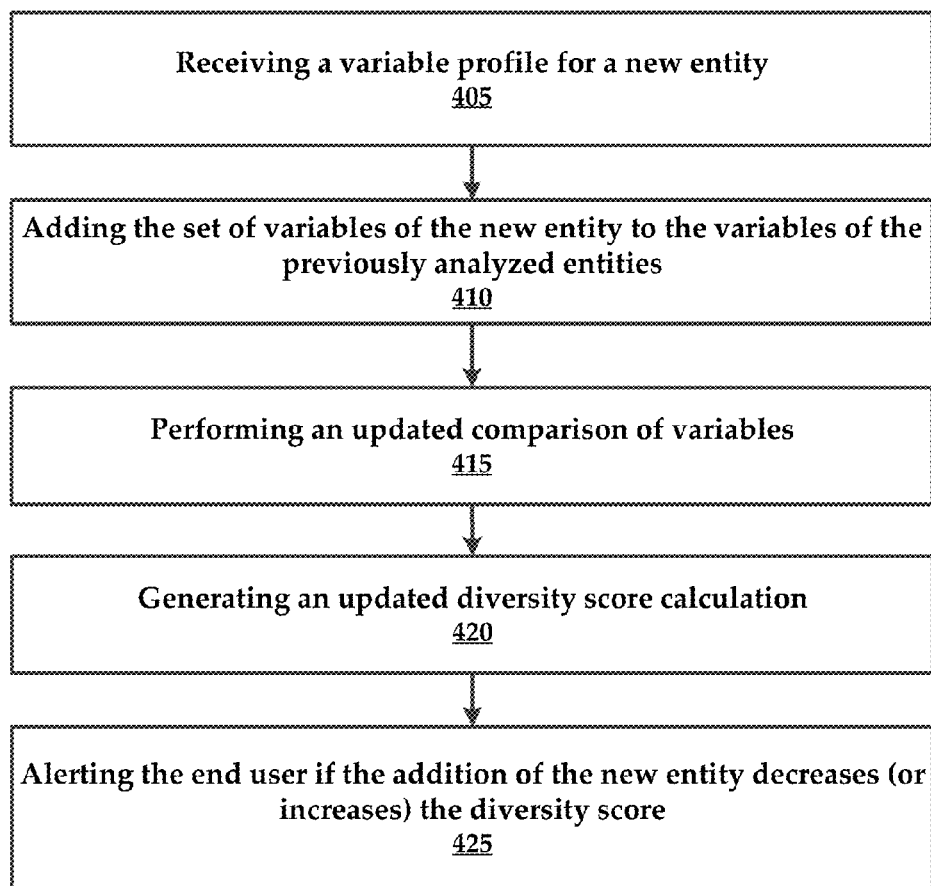 Receiving a variable profile for a new entity
405
Adding the set of variables of the new entity to the variables of the
previously analyzed entities
410
Performing an updated comparison of variables
415
Generating an updated diversity score calculation
420
Alerting the end user if the addition of the new entity decreases (or
increases) the diversity score
425